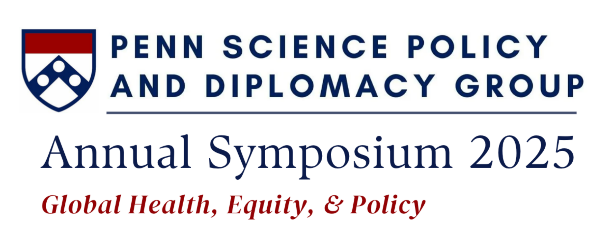 PENN SCIENCE POLICY
AND DIPLOMACY GROUP
Annual Symposium 2025
Global Health, Equity, & Policy